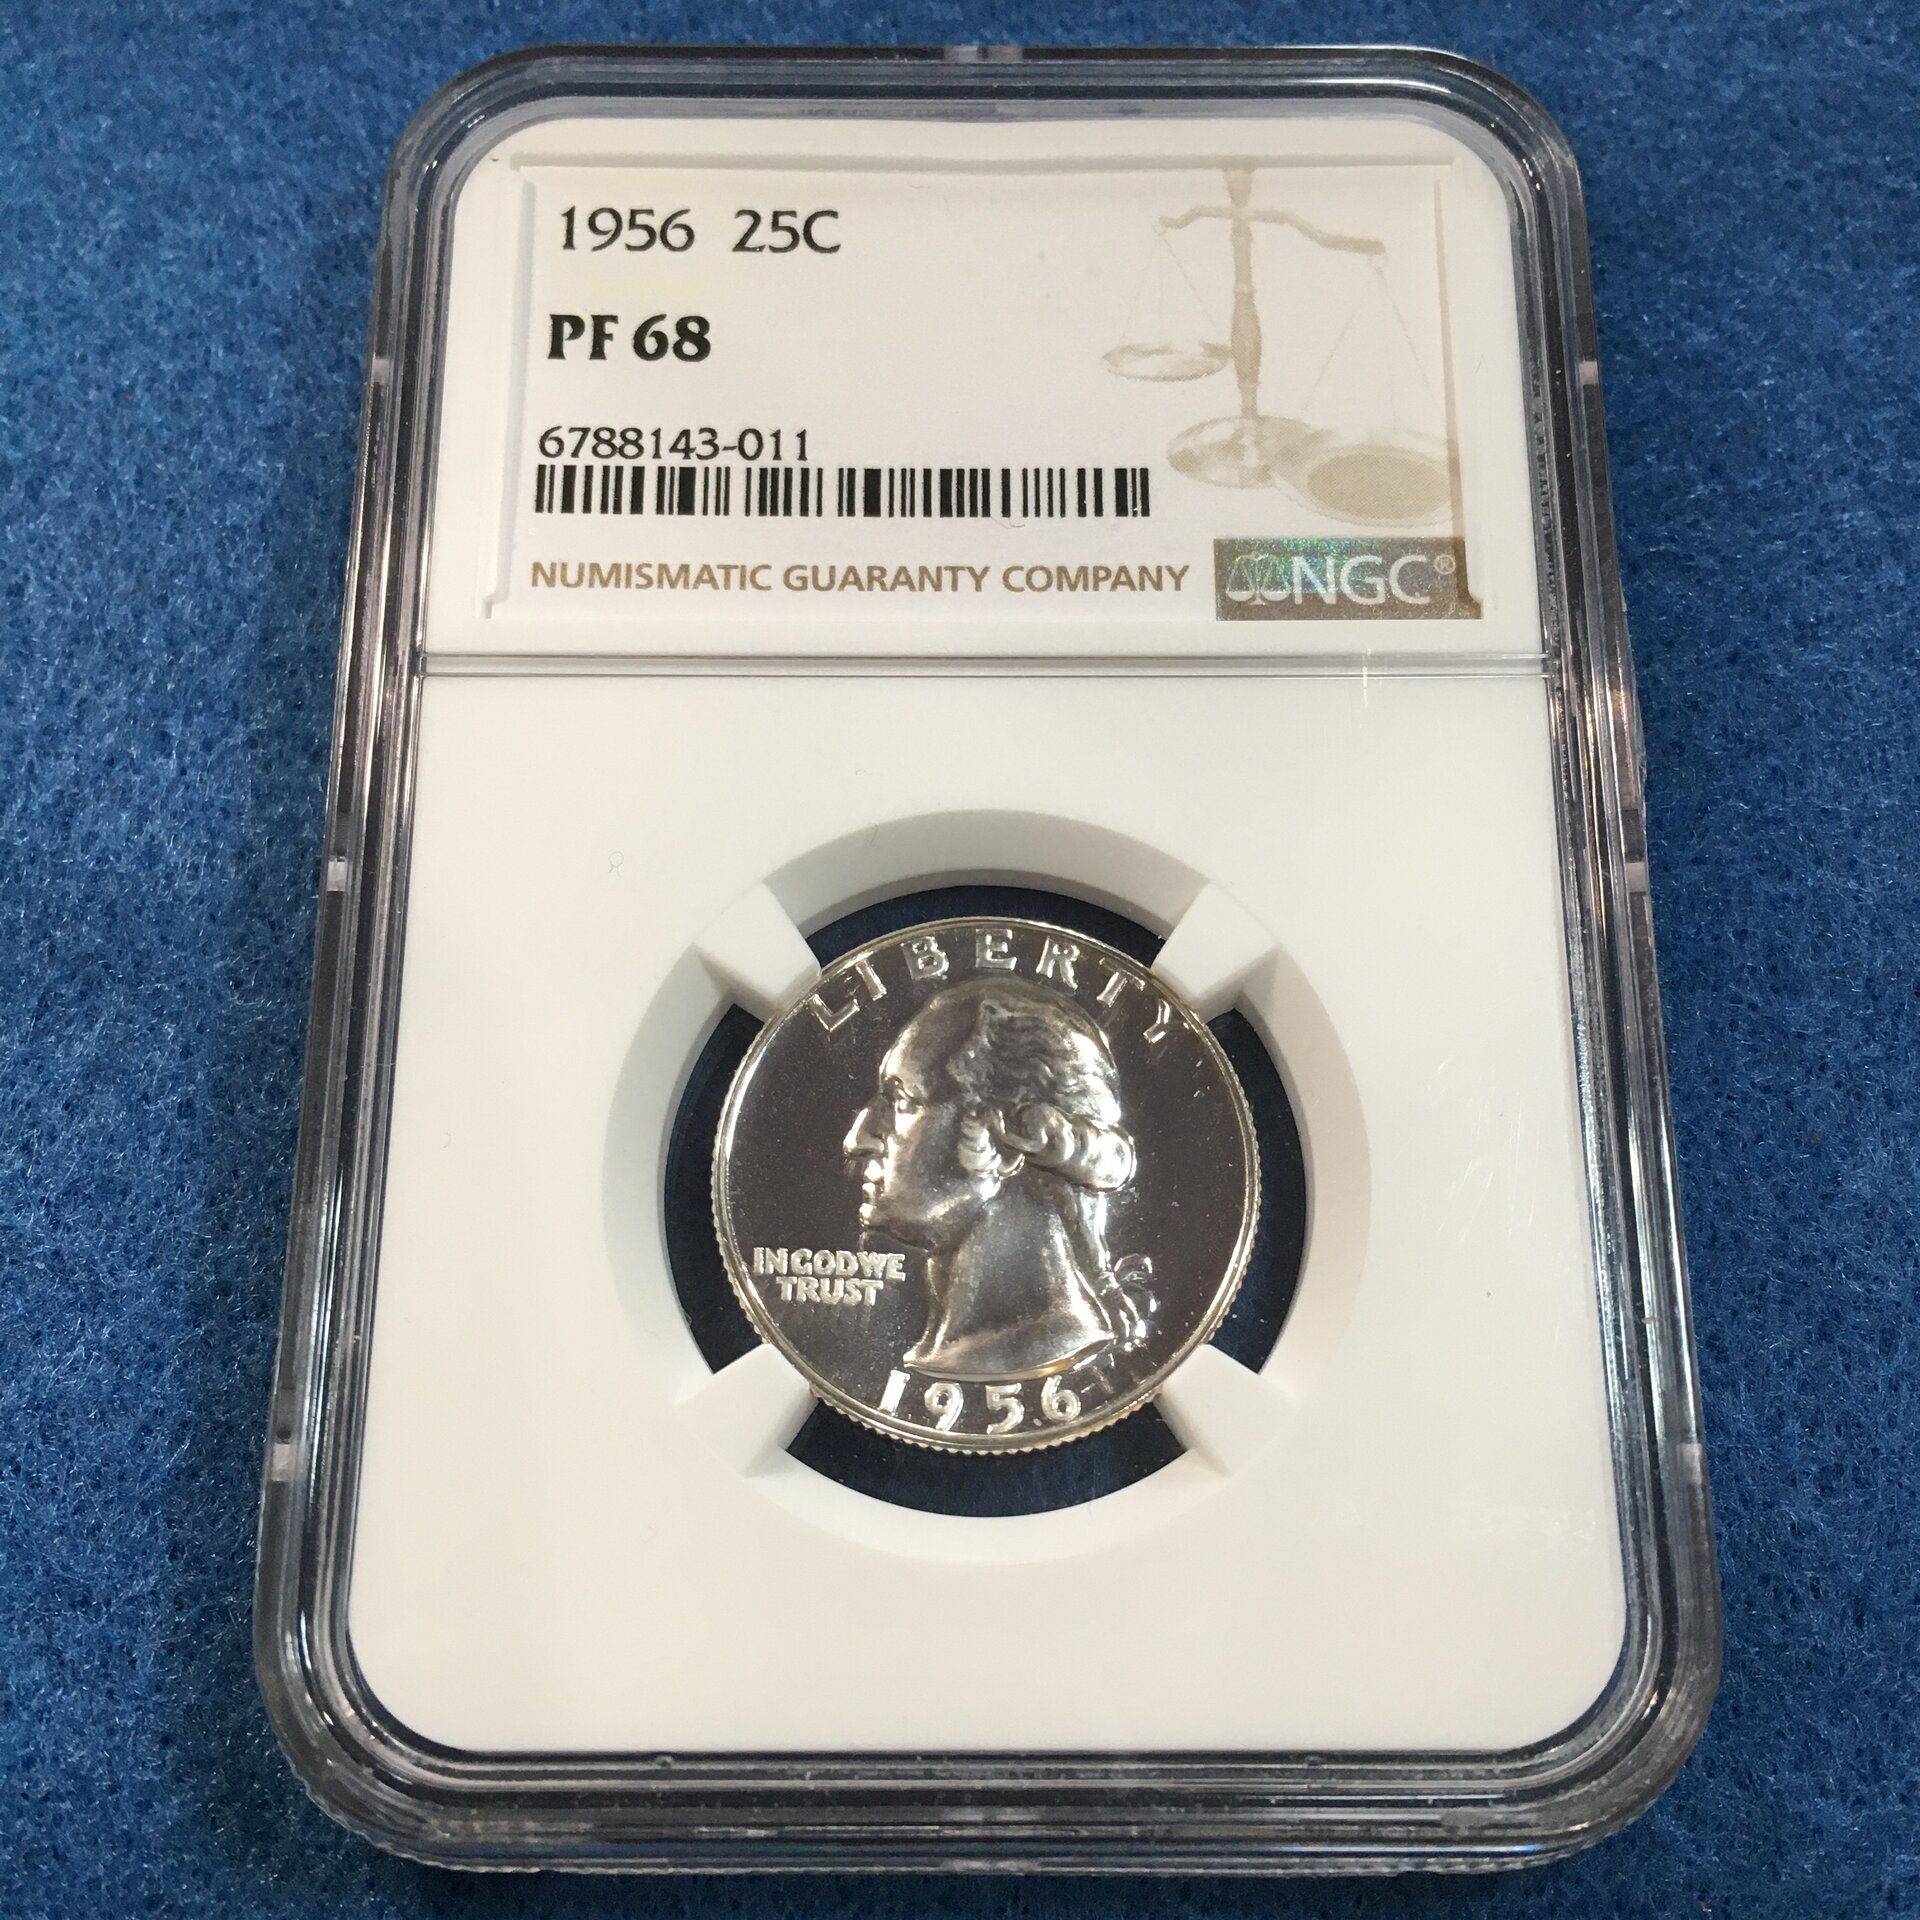 1956 25C
PF 68
6788143-011
NUMISMATIC GUARANTY COMPANY NGC®
LIBERTY
IN GOD WE
TRUST
1956